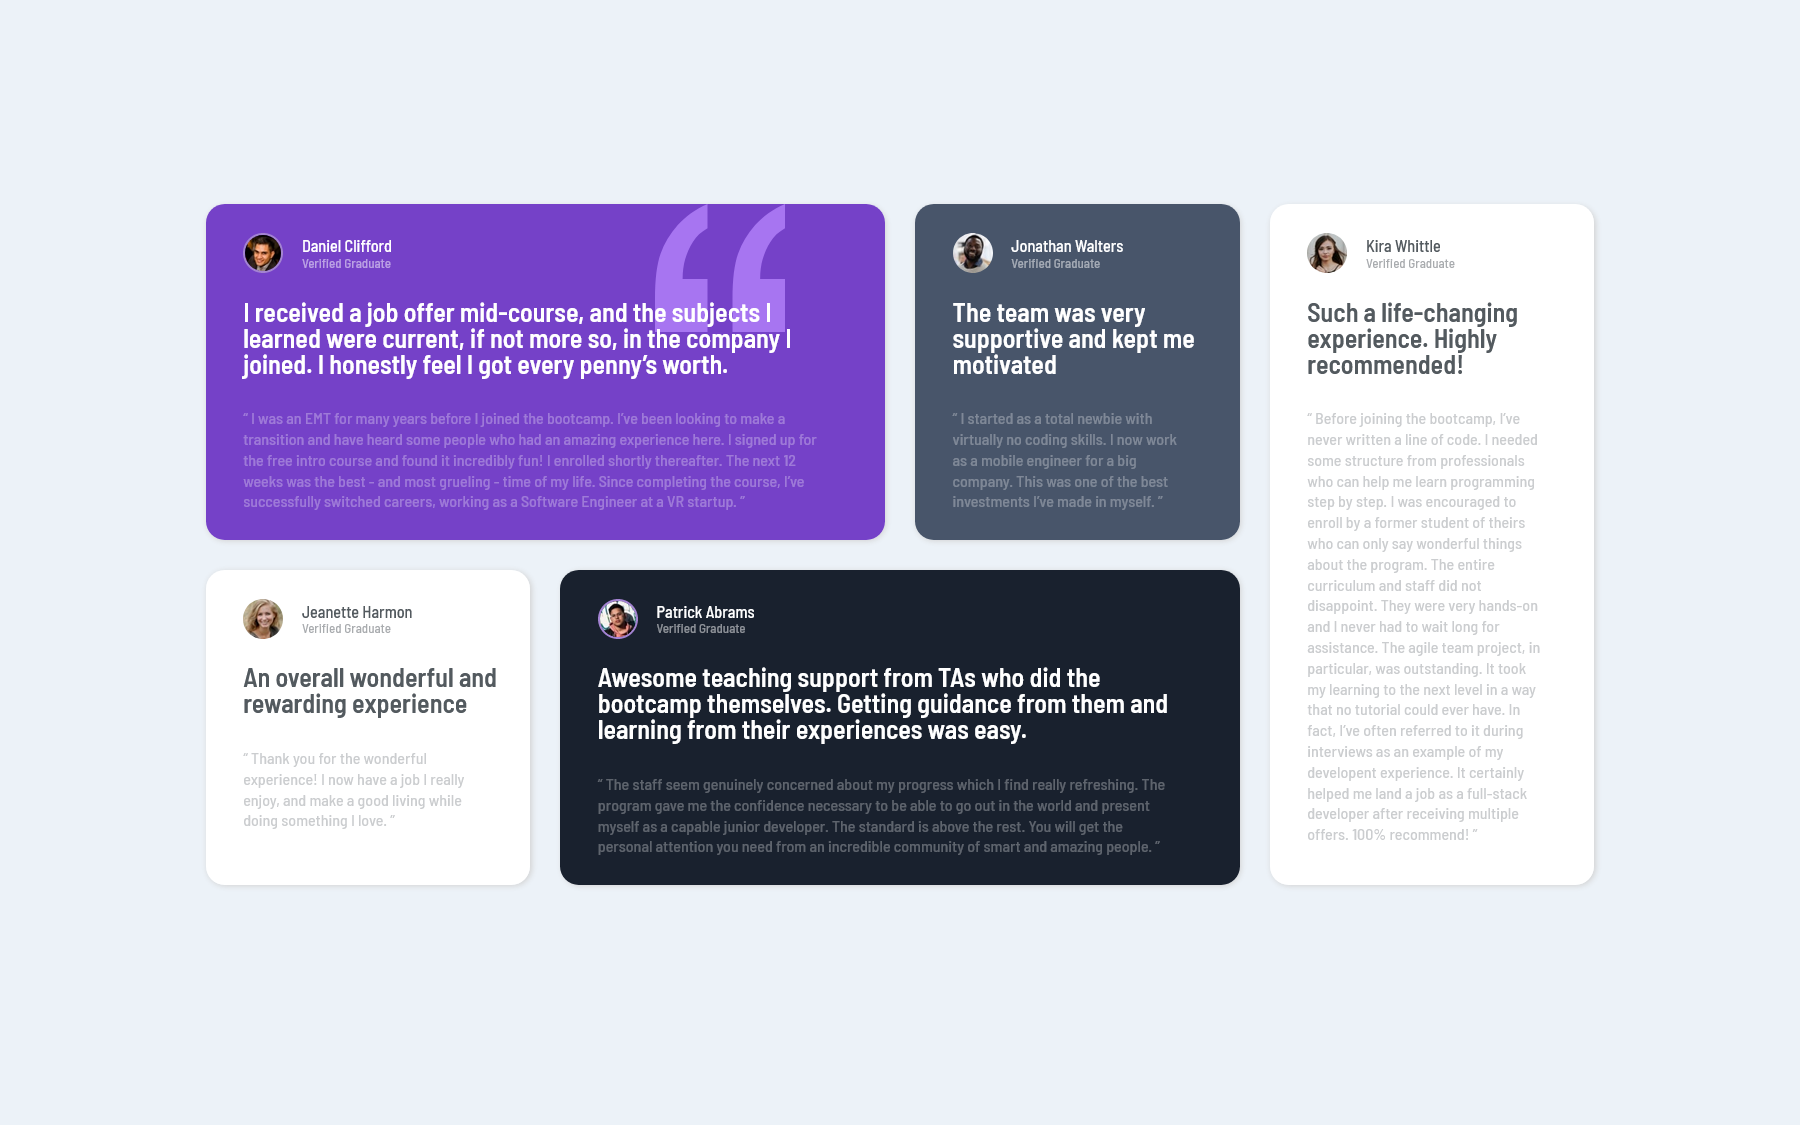 Daniel Clifford
Verified Graduate
I received a job offer mid-course, and the subjects I
learned were current, if not more so, in the company I
joined. I honestly feel I got every penny’s worth.
“ I was an EMT for many years before I joined the bootcamp. I’ve been looking to make a
transition and have heard some people who had an amazing experience here. I signed up for
the free intro course and found it incredibly fun! I enrolled shortly thereafter. The next 12
weeks was the best - and most grueling - time of my life. Since completing the course, I’ve
successfully switched careers, working as a Software Engineer at a VR startup. ”
Jonathan Walters
Verified Graduate
The team was very
supportive and kept me
motivated
“ I started as a total newbie with
virtually no coding skills. I now work
as a mobile engineer for a big
company. This was one of the best
investments I’ve made in myself. ”
Kira Whittle
Verified Graduate
Such a life-changing
experience. Highly
recommended!
“ Before joining the bootcamp, I’ve
never written a line of code. I needed
some structure from professionals
who can help me learn programming
step by step. I was encouraged to
enroll by a former student of theirs
who can only say wonderful things
about the program. The entire
curriculum and staff did not
disappoint. They were very hands-on
and I never had to wait long for
assistance. The agile team project, in
particular, was outstanding. It took
my learning to the next level in a way
that no tutorial could ever have. In
fact, I’ve often referred to it during
interviews as an example of my
developent experience. It certainly
helped me land a job as a full-stack
developer after receiving multiple
offers. 100% recommend! ”
Jeanette Harmon
Verified Graduate
An overall wonderful and
rewarding experience
“ Thank you for the wonderful
experience! I now have a job I really
enjoy, and make a good living while
doing something I love. ”
Patrick Abrams
Verified Graduate
Awesome teaching support from TAs who did the
bootcamp themselves. Getting guidance from them and
learning from their experiences was easy.
“ The staff seem genuinely concerned about my progress which I find really refreshing. The
program gave me the confidence necessary to be able to go out in the world and present
myself as a capable junior developer. The standard is above the rest. You will get the
personal attention you need from an incredible community of smart and amazing people. ”